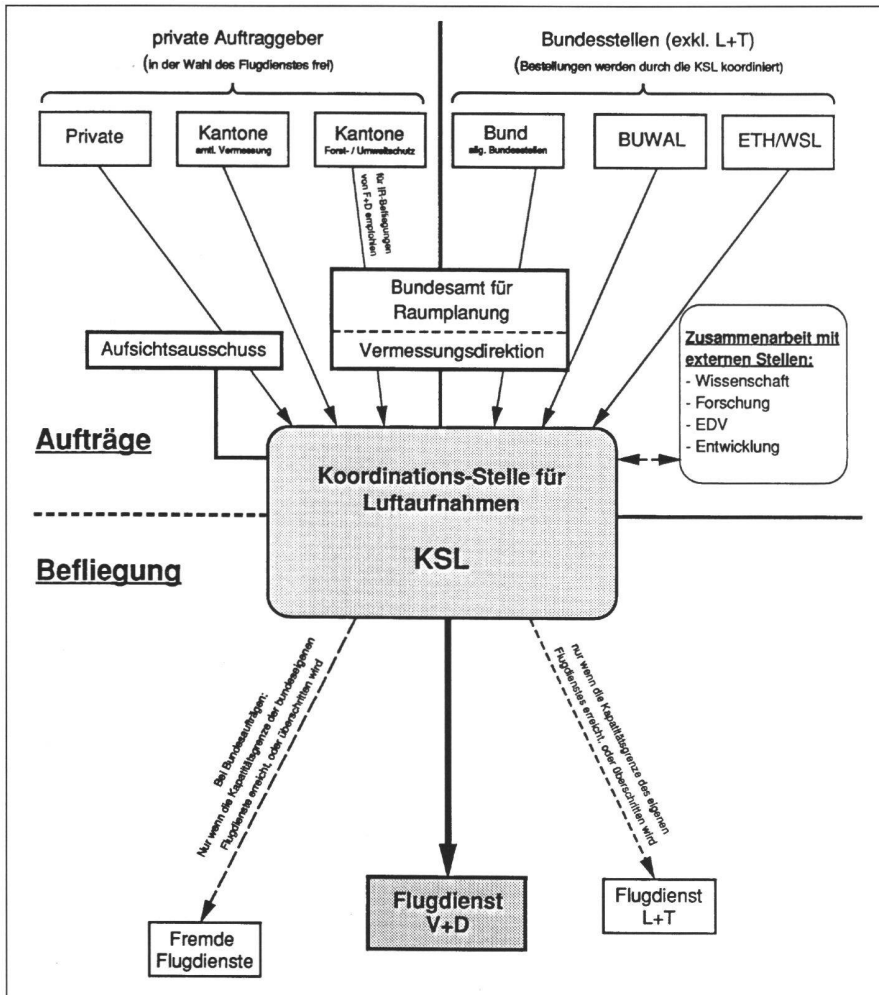 private Auftraggeber
(in der Wahl des Flugdienstes frei)
Bundesstellen (exkl. L+T)
(Bestellungen werden durch die KSL koordiniert)
Private
Kantone
amtl. Vermessung
Kantone
Forst- / Umweltschutz
Bund
allg. Bundesstellen
BUWAL
ETH/WSL
für IR-Befliegungen
von F+D empfohlen
Bundesamt für
Raumplanung
Vermessungsdirektion
Aufsichtsausschuss
Zusammenarbeit mit
externen Stellen:
- Wissenschaft
- Forschung
- EDV
- Entwicklung
Aufträge
Koordinations-Stelle für
Luftaufnahmen
KSL
Befliegung
Bei Bundesaufträgen:
Nur wenn die Kapatitätsgrenze der bundeseigenen
Flugdienste erreicht, oder überschritten wird
nur wenn die Kapatitätsgrenze des eigenen
Flugdienstes erreicht, oder überschritten wird
Fremde
Flugdienste
Flugdienst
V+D
Flugdienst
L+T